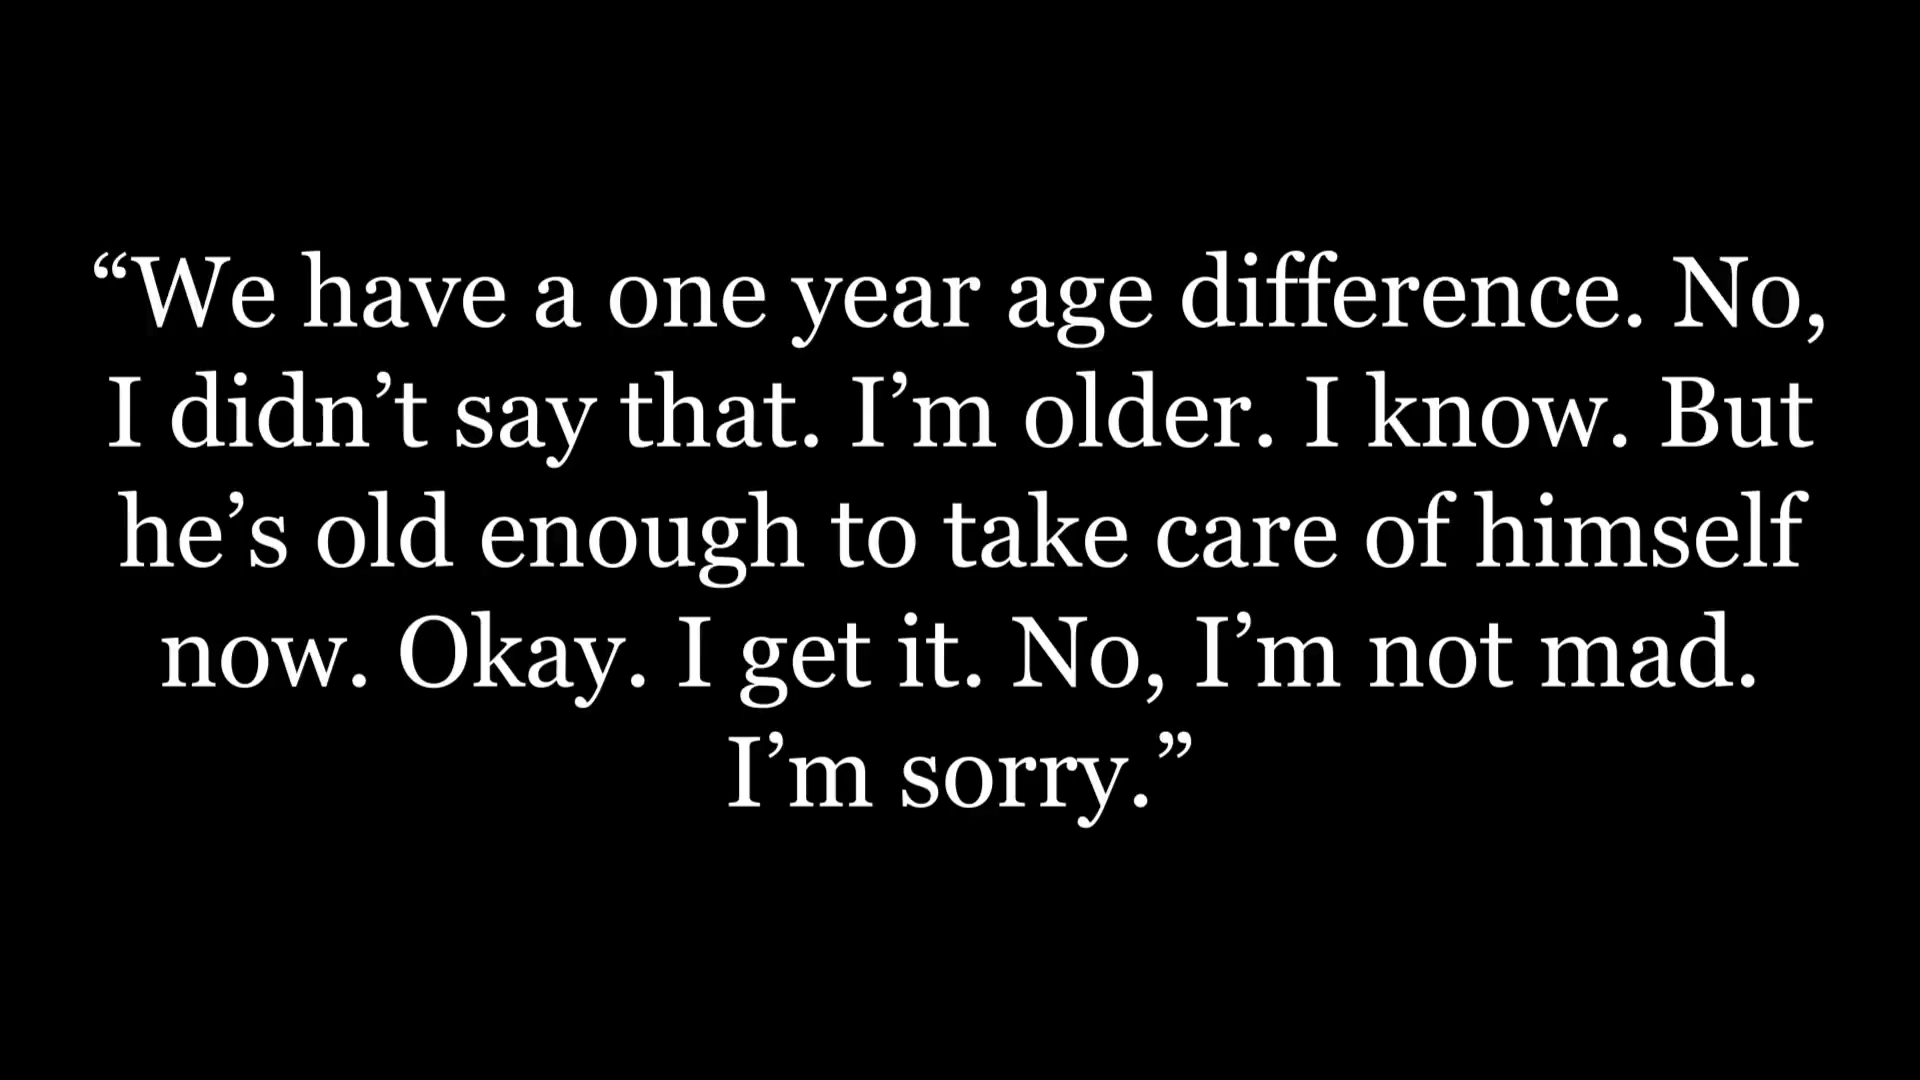 “We have a one year age difference. No,
I didn’t say that. I’m older. I know. But
he’s old enough to take care of himself
now. Okay. I get it. No, I’m not mad.
I’m sorry.”